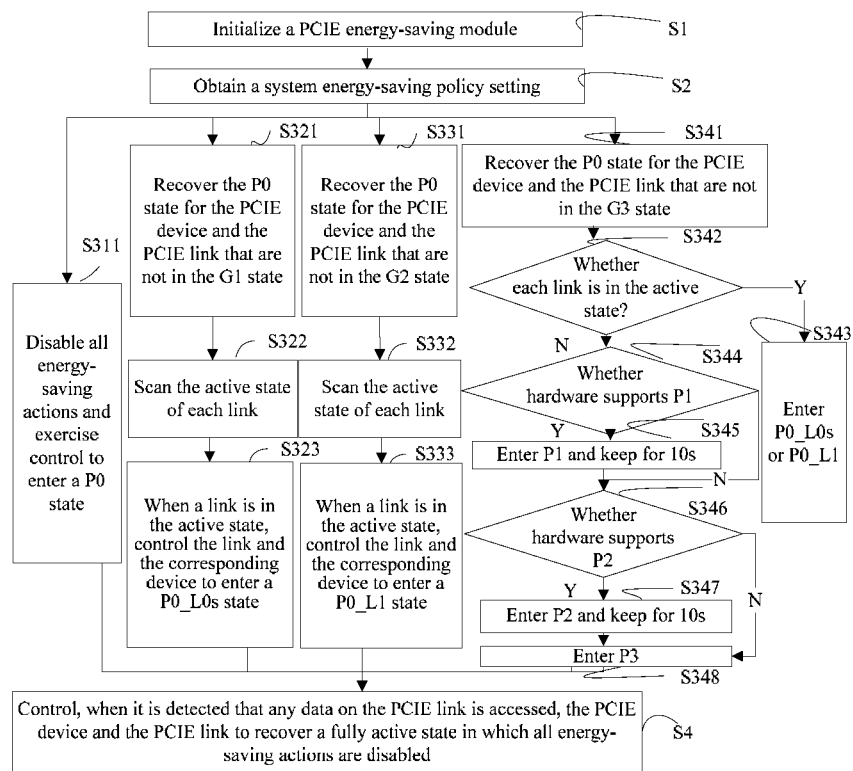 Initialize a PCIE energy-saving module
S1
Obtain a system energy-saving policy setting
S2
S311
Disable all
energy-
saving
actions and
exercise
control to
enter a P0
state
S321
Recover the P0
state for the PCIE
device and the
PCIE link that are
not in the G1 state
S322
Scan the active state
of each link
S323
When a link is in
the active state,
control the link and
the corresponding
device to enter a
P0_L0s state
S331
Recover the P0
state for the PCIE
device and the
PCIE link that are
not in the G2 state
S332
Scan the active
state of each link
S333
When a link is in
the active state,
control the link and
the corresponding
device to enter a
P0_L1 state
S341
Recover the P0 state for the PCIE
device and the PCIE link that are not
in the G3 state
S342
Whether
each link is in the active
state?
Y
N
S343
Enter
P0_L0s
or P0_L1
S344
Whether
hardware supports P1
Y
S345
Enter P1 and keep for 10s
N
S346
Whether
hardware supports
P2
Y
N
S347
Enter P2 and keep for 10s
Enter P3
S348
Control, when it is detected that any data on the PCIE link is accessed, the PCIE
device and the PCIE link to recover a fully active state in which all energy-
saving actions are disabled
S4